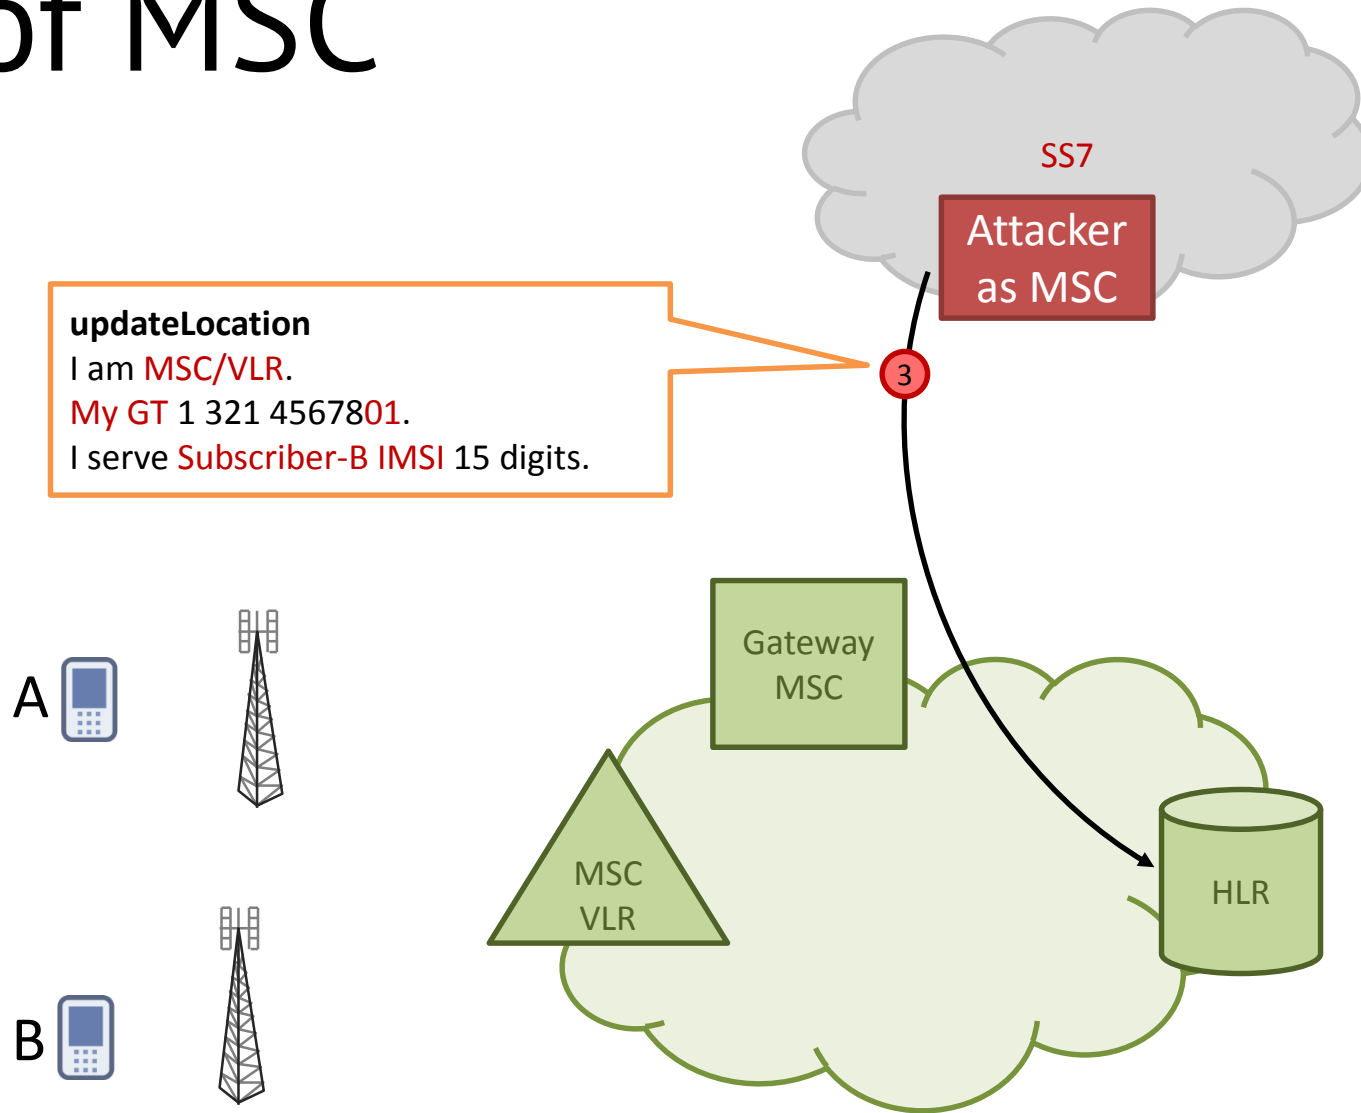 of MSC
SS7
Attacker
as MSC
updateLocation
I am MSC/VLR.
My GT 1 321 4567801.
I serve Subscriber-B IMSI 15 digits.
3
Gateway
MSC
A
MSC
VLR
HLR
B